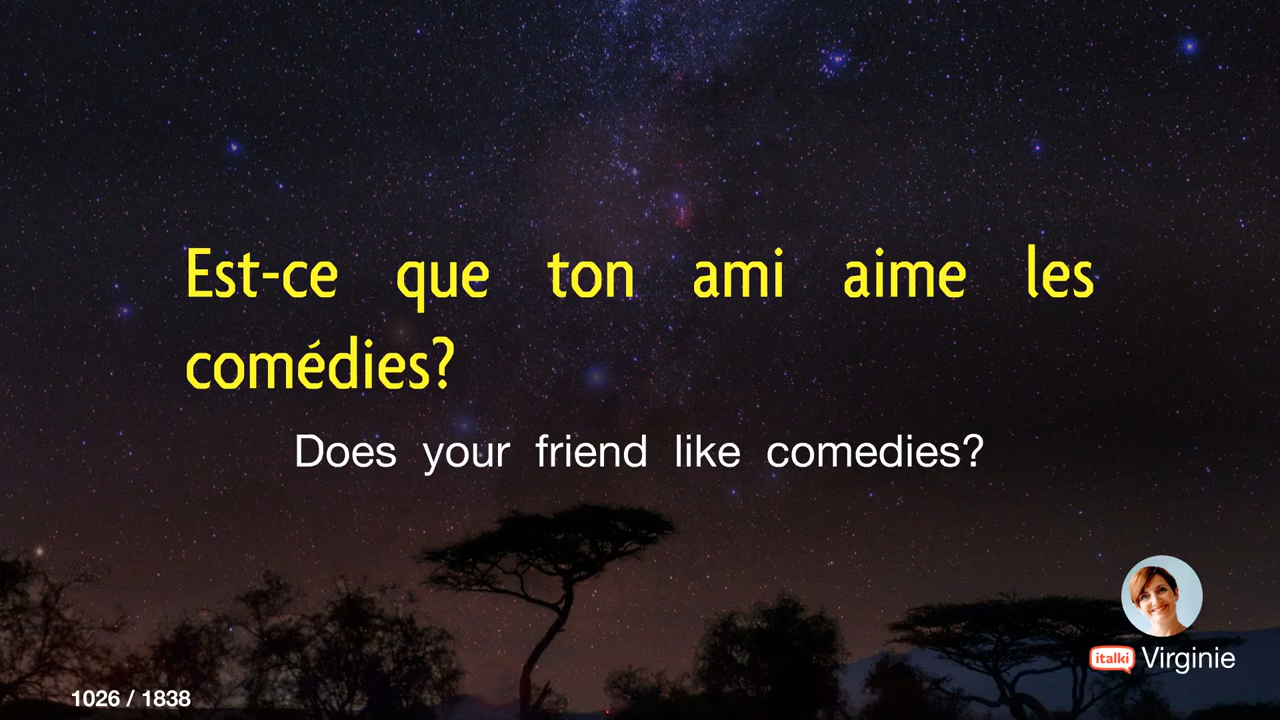 Est-ce que ton ami aime les
comédies?
Does your friend like comedies?
italki Virginie
1026 / 1838